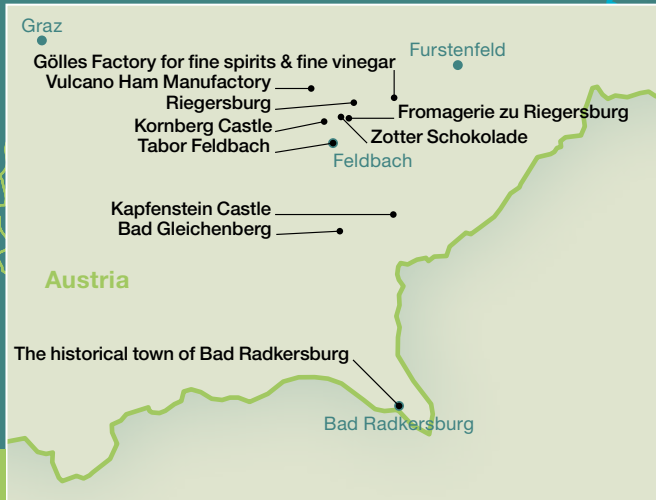 Graz
Gölles Factory for fine spirits & fine vinegar
Furstenfeld
Vulcano Ham Manufactory
Riegersburg
Fromagerie zu Riegersburg
Kornberg Castle
Zotter Schokolade
Tabor Feldbach
Feldbach
Kapfenstein Castle
Bad Gleichenberg
Austria
The historical town of Bad Radkersburg
Bad Radkersburg